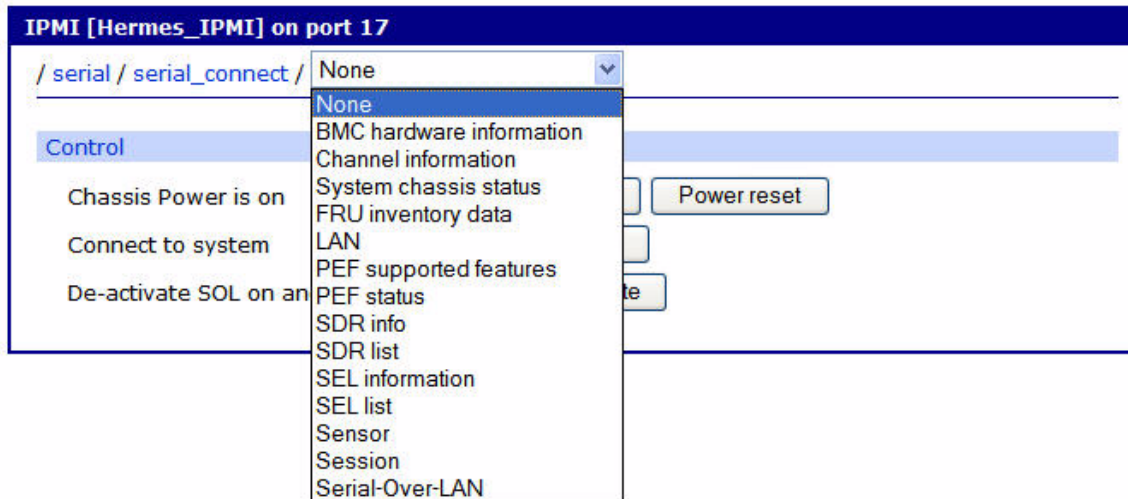 IPMI [Hermes_IPMI] on port 17
/ serial / serial_connect / None
None
BMC hardware information
Control
Channel information
System chassis status
Chassis Power is on
Power reset
FRU inventory data
LAN
Connect to system
PEF supported features
PEF status
De-activate SOL on
SDR info
SDR list
SEL information
SEL list
Sensor
Session
Serial-Over-LAN